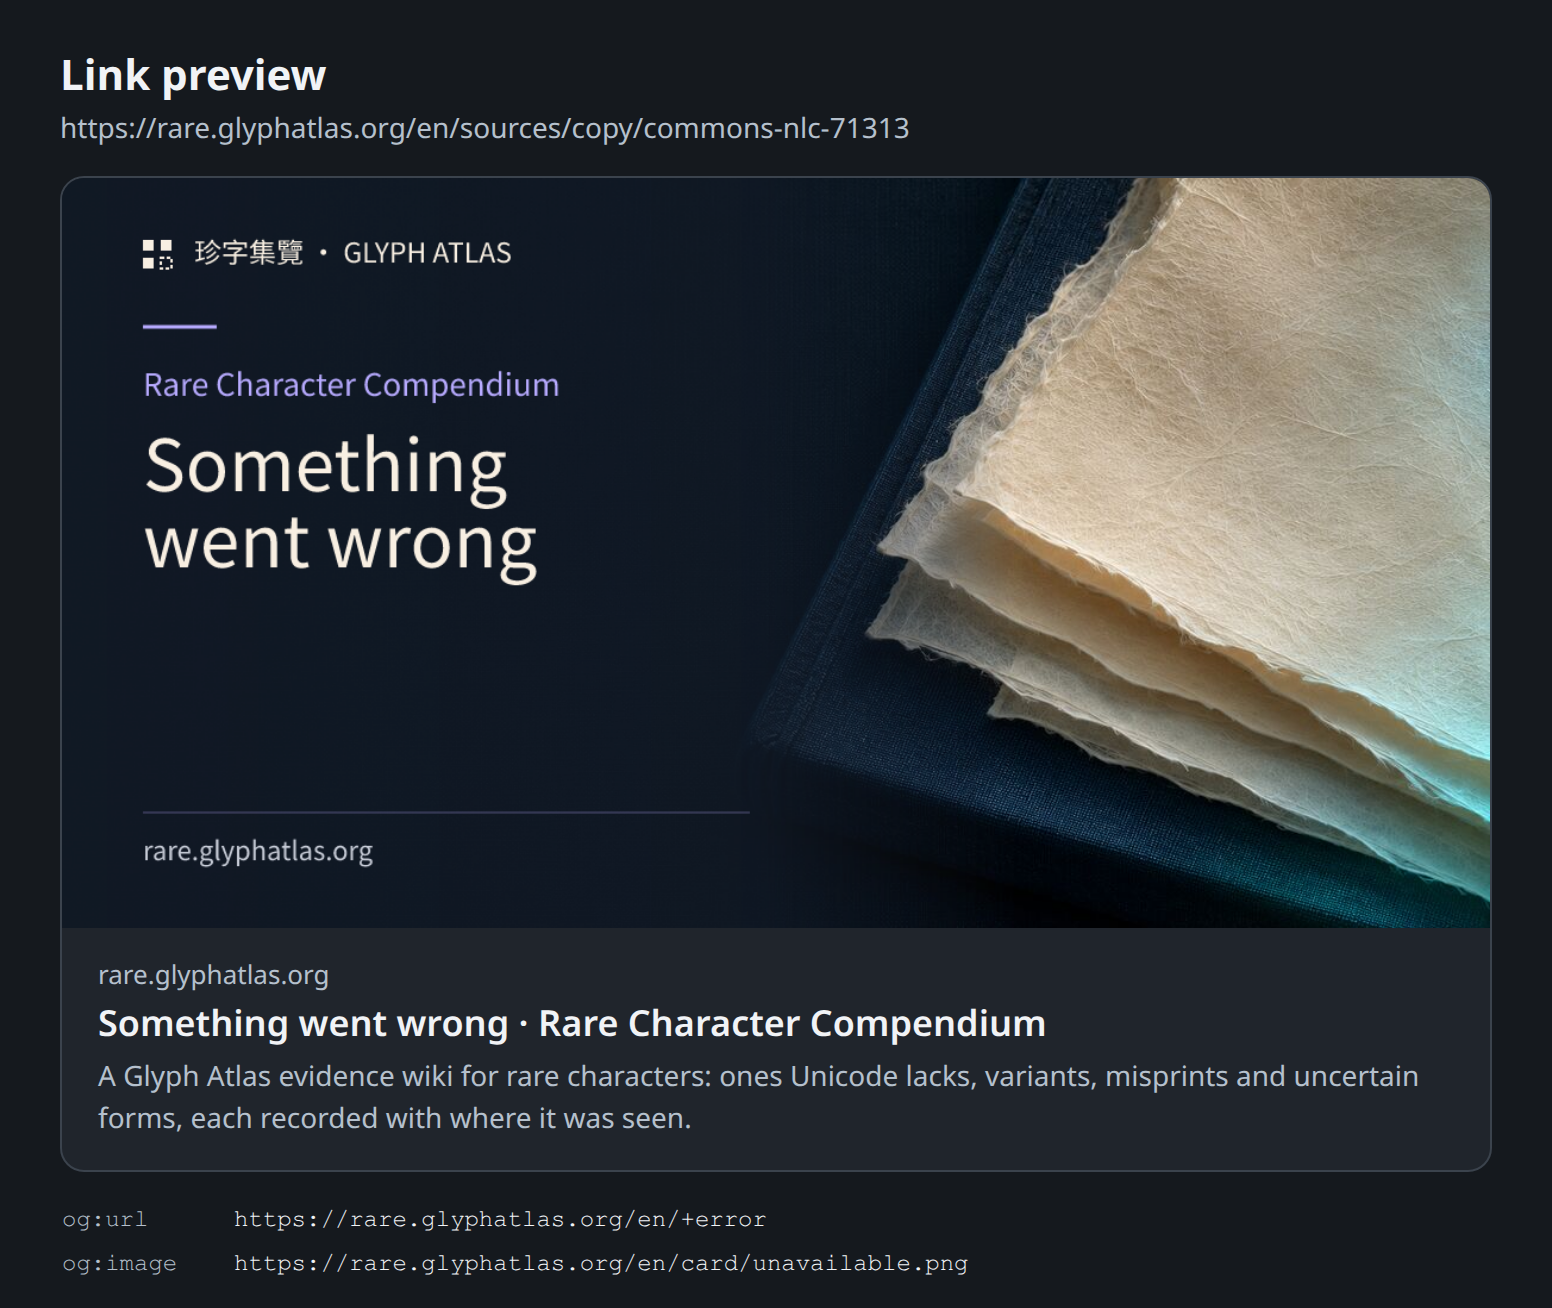 Link preview
https://rare.glyphatlas.org/en/sources/copy/commons-nlc-71313
珍字集覽 · GLYPH ATLAS
Rare Character Compendium
Something
went wrong
rare.glyphatlas.org
rare.glyphatlas.org
Something went wrong · Rare Character Compendium
A Glyph Atlas evidence wiki for rare characters: ones Unicode lacks, variants, misprints and uncertain
forms, each recorded with where it was seen.
og:url https://rare.glyphatlas.org/en/+error
og:image https://rare.glyphatlas.org/en/card/unavailable.png